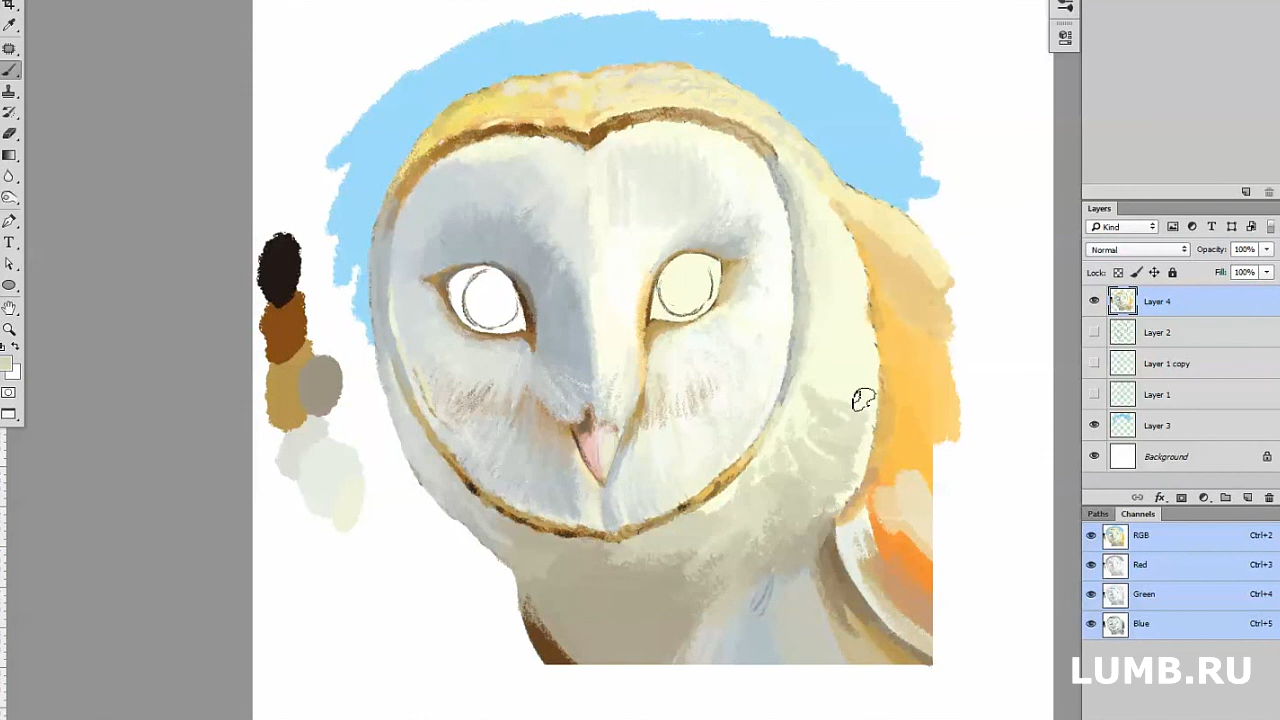 Layers
Kind
Normal
Opacity: 100%
Lock:
Fill: 100%
Layer 4
Layer 2
Layer 1 copy
Layer 1
Layer 3
Background
fx
Paths Channels
RGB Ctrl+2
Red Ctrl+3
Green Ctrl+4
Blue Ctrl+5
LUMB.RU